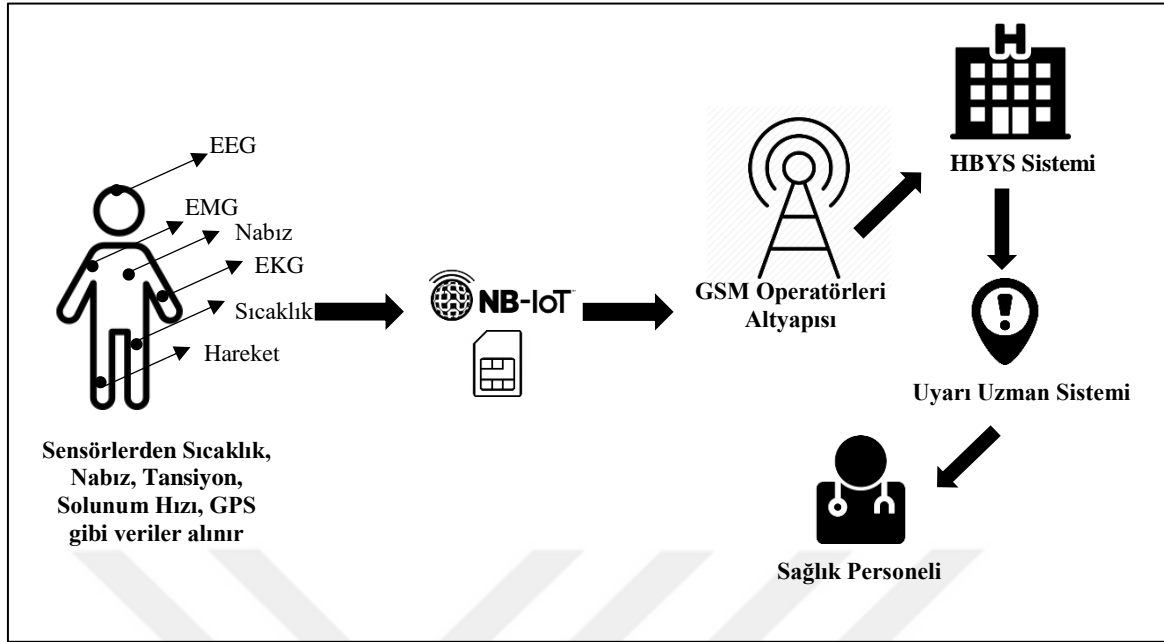 EEG
EMG
Nabız
EKG
Sıcaklık
Hareket
Sensörlerden Sıcaklık,
Nabız, Tansiyon,
Solunum Hızı, GPS
gibi veriler alınır
NB-IoT
GSM Operatörleri
Altyapısı
H
HBYS Sistemi
Uyarı Uzman Sistemi
Sağlık Personeli